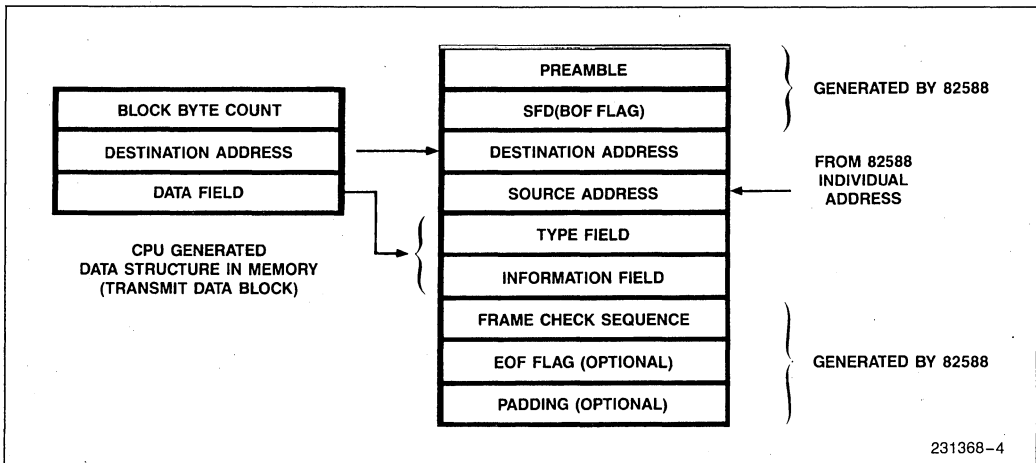 BLOCK BYTE COUNT
DESTINATION ADDRESS
DATA FIELD
CPU GENERATED
DATA STRUCTURE IN MEMORY
(TRANSMIT DATA BLOCK)
PREAMBLE
SFD(BOF FLAG)
DESTINATION ADDRESS
SOURCE ADDRESS
TYPE FIELD
INFORMATION FIELD
FRAME CHECK SEQUENCE
EOF FLAG (OPTIONAL)
PADDING (OPTIONAL)
GENERATED BY 82588
FROM 82588
INDIVIDUAL
ADDRESS
GENERATED BY 82588
231368-4